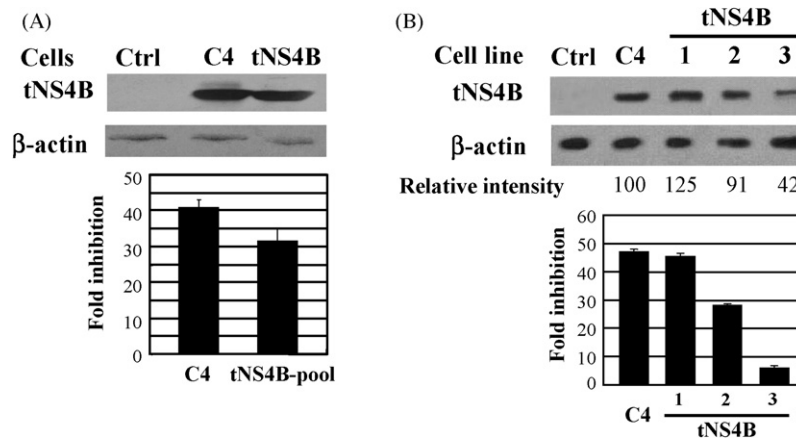 (A)
Cells Ctrl C4 tNS4B
tNS4B
β-actin
50
40
30
20
10
0
Fold inhibition
C4 tNS4B-pool
(B)
tNS4B
Cell line Ctrl C4 1 2 3
tNS4B
β-actin
Relative intensity 100 125 91 42
60
50
40
30
20
10
0
Fold inhibition
C4 1 2 3
tNS4B